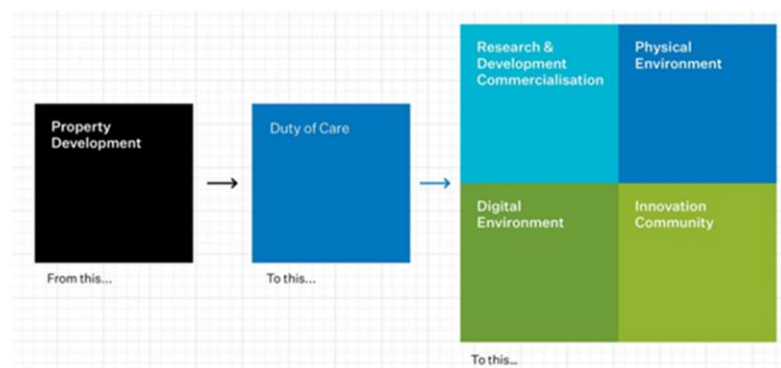 Property
Development
From this...
Duty of Care
To this...
Research &
Development
Commercialisation
Physical
Environment
Digital
Environment
Innovation
Community
To this...